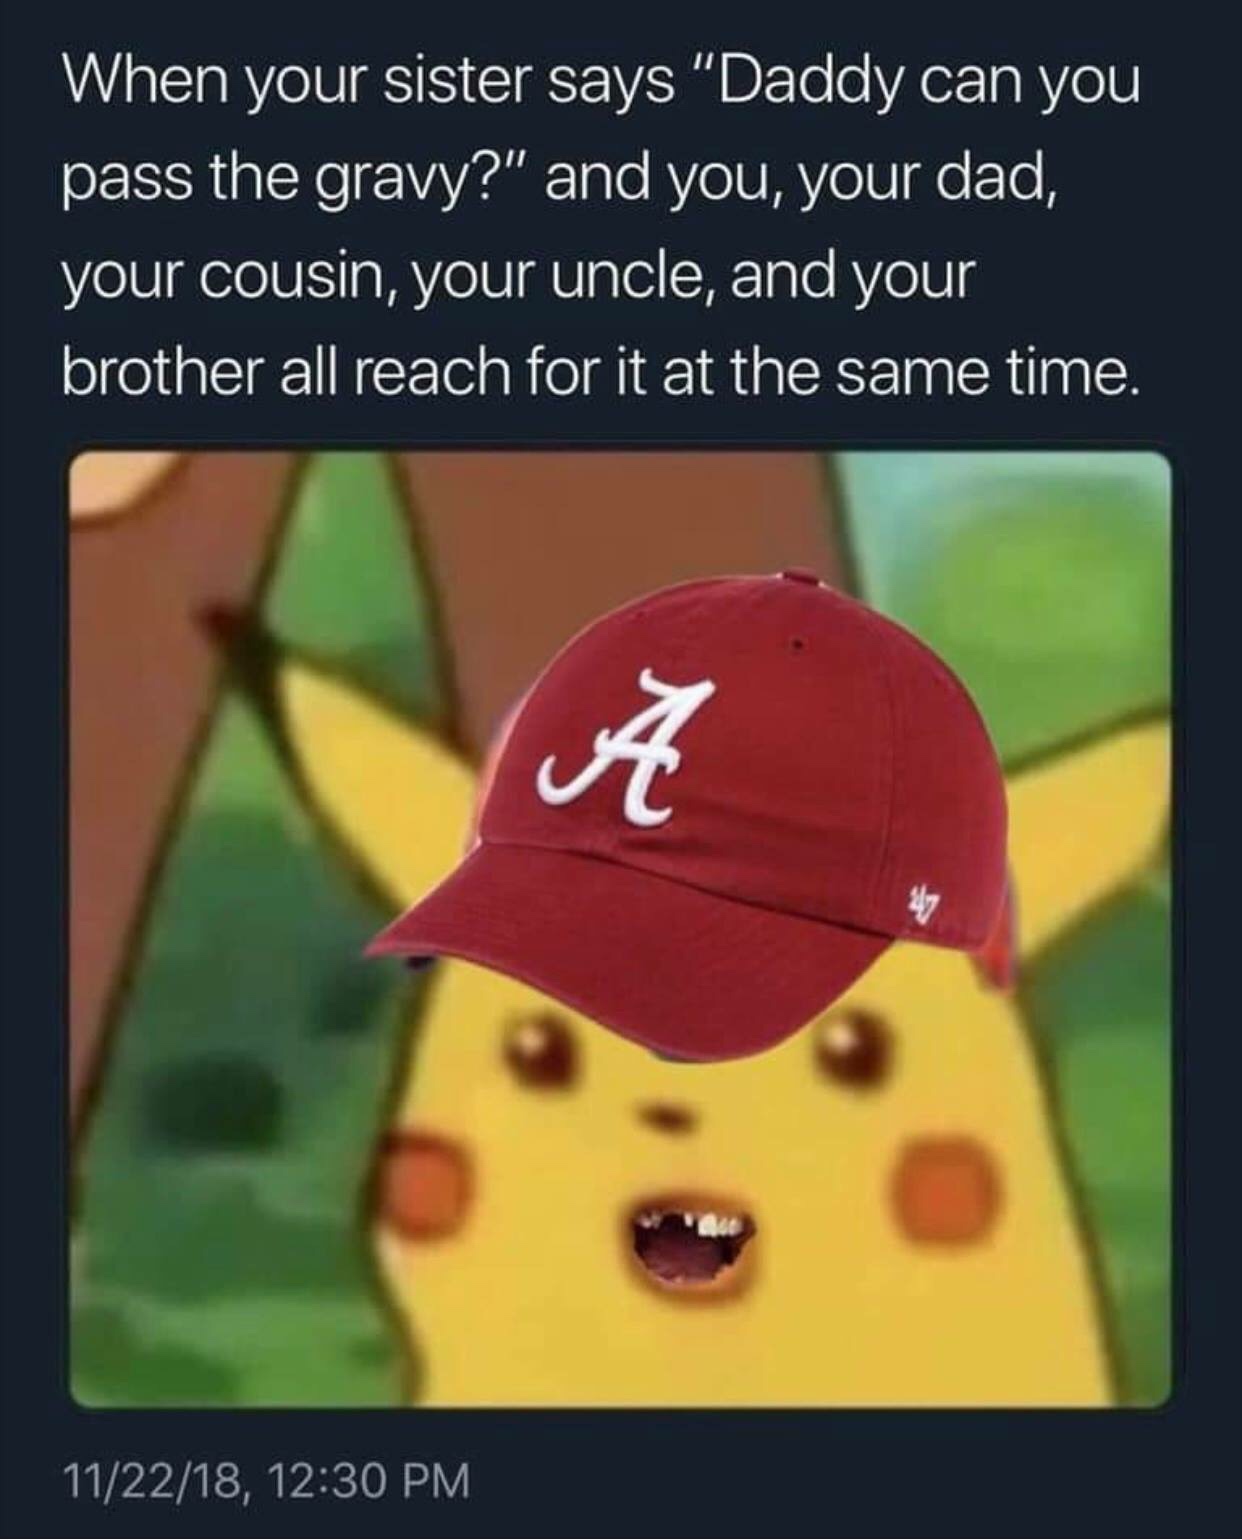 When your sister says "Daddy can you
pass the gravy?" and you, your dad,
your cousin, your uncle, and your
brother all reach for it at the same time.
A
'47
11/22/18, 12:30 PM